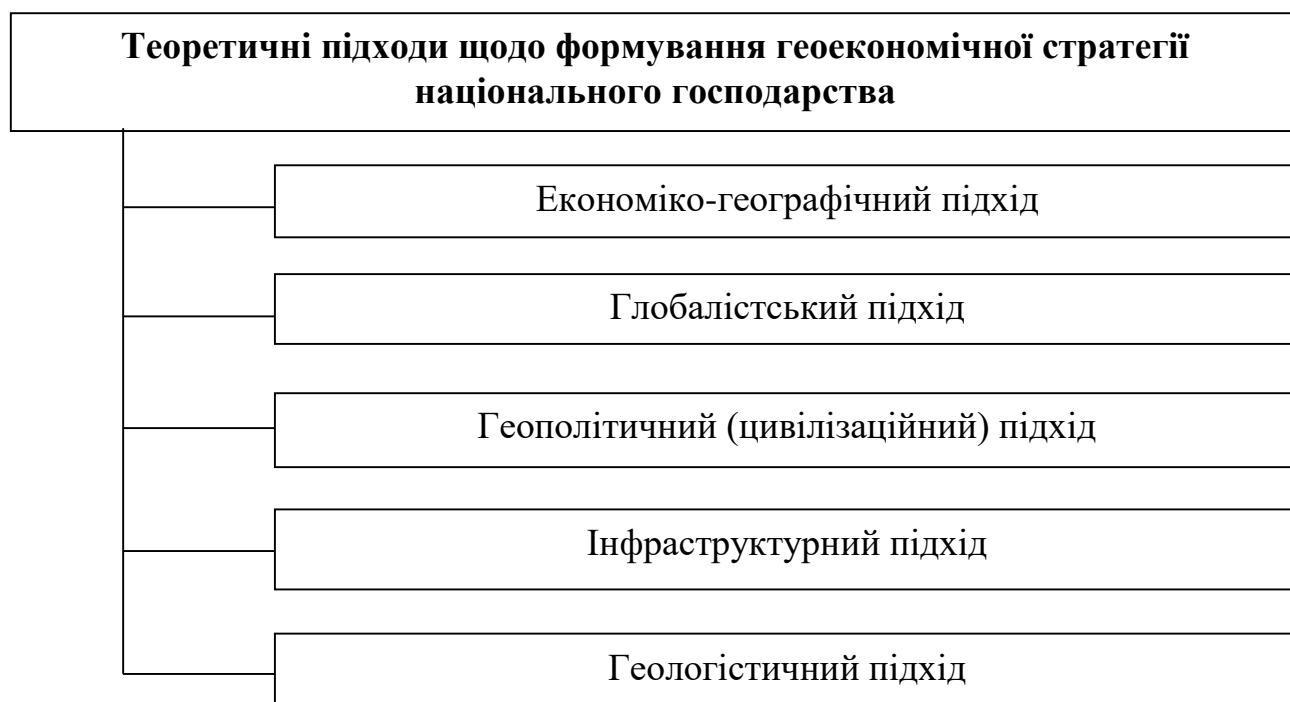 Теоретичні підходи щодо формування геоекономічної стратегії
національного господарства
Економіко-географічний підхід
Глобалістський підхід
Геополітичний (цивілізаційний) підхід
Інфраструктурний підхід
Геологістичний підхід